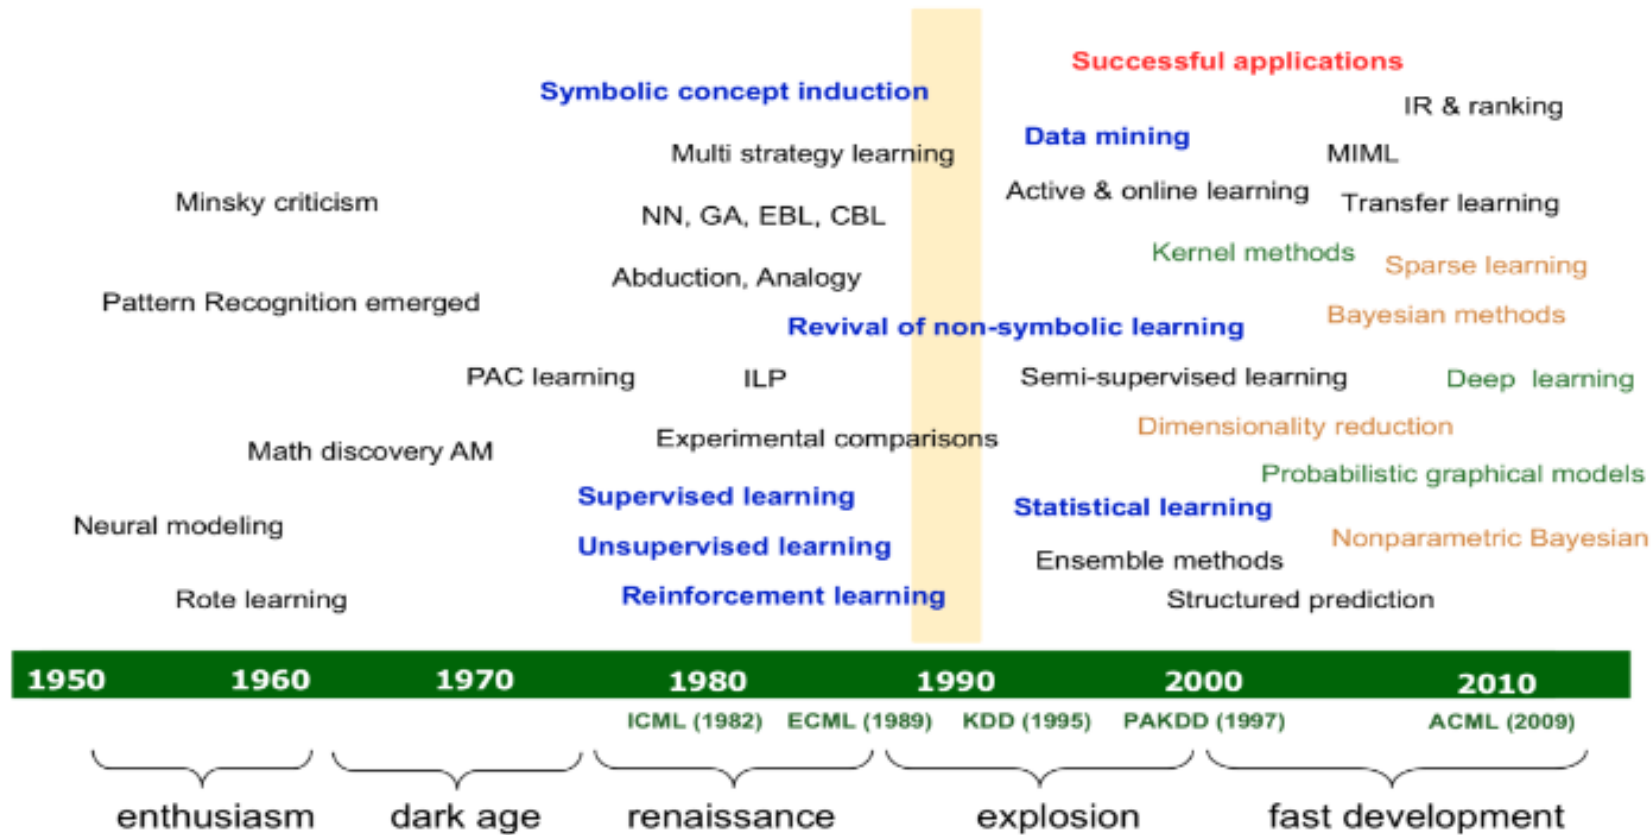 Successful applications
Symbolic concept induction
IR & ranking
Data mining
Multi strategy learning
MIML
Active & online learning
Minsky criticism
Transfer learning
NN, GA, EBL, CBL
Kernel methods
Sparse learning
Abduction, Analogy
Pattern Recognition emerged
Bayesian methods
Revival of non-symbolic learning
PAC learning
ILP
Semi-supervised learning
Deep learning
Dimensionality reduction
Experimental comparisons
Math discovery AM
Probabilistic graphical models
Supervised learning
Statistical learning
Neural modeling
Nonparametric Bayesian
Unsupervised learning
Ensemble methods
Reinforcement learning
Rote learning
Structured prediction
1950 1960 1970 1980 1990 2000 2010
ICML (1982) ECML (1989) KDD (1995) PAKDD (1997) ACML (2009)
enthusiasm dark age renaissance explosion fast development